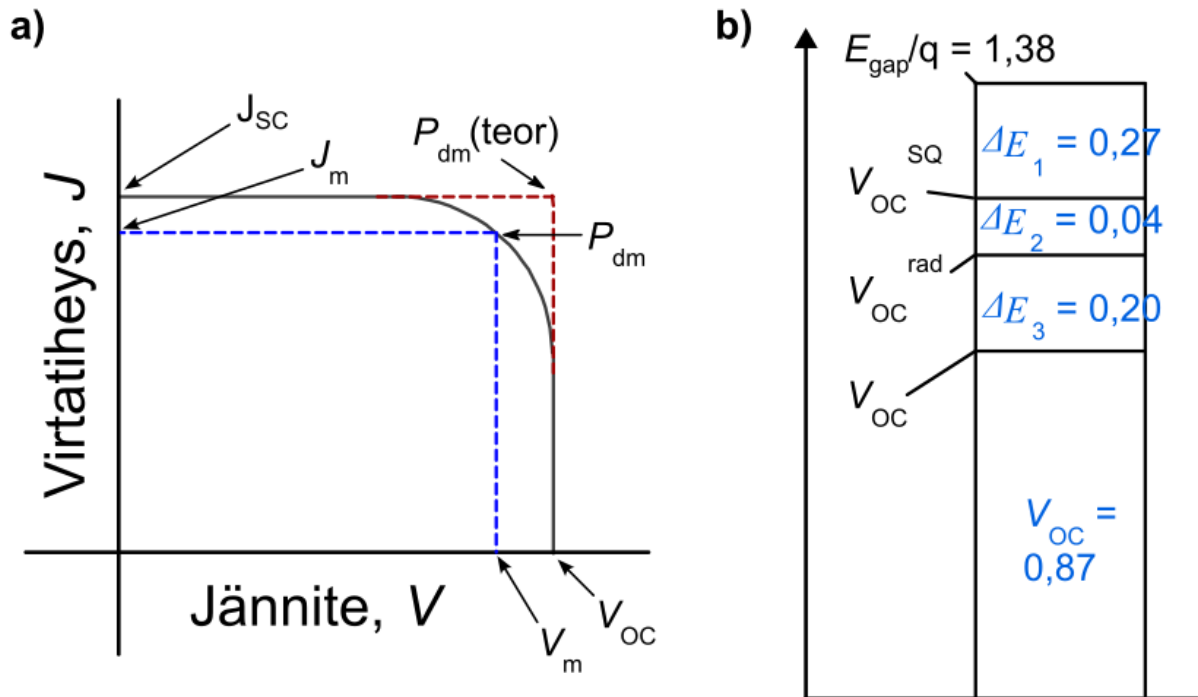 a)
J_SC
J_m
P_dm(teor)
P_dm
Virtatiheys, J
Jännite, V
V_m
V_OC
b)
E_gap/q = 1,38
ΔE_1 = 0,27
V_OC^SQ
ΔE_2 = 0,04
V_OC^rad
ΔE_3 = 0,20
V_OC
V_OC =
0,87